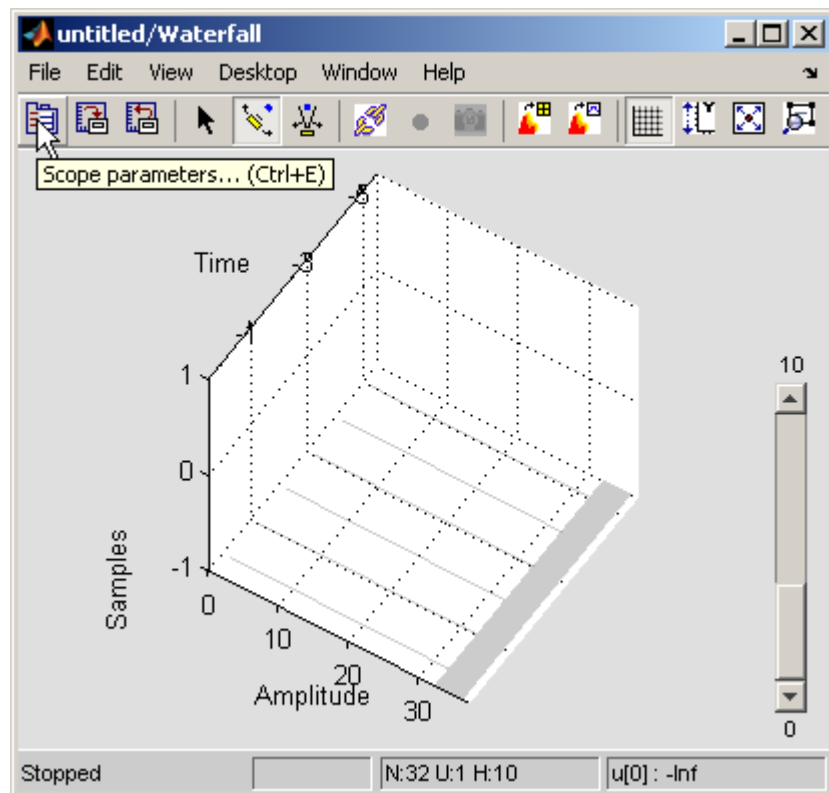 untitled/Waterfall
File Edit View Desktop Window Help
Scope parameters... (Ctrl+E)
-5
Time
-3
-1
1
0
-1
Samples
0
10
20
30
Amplitude
10
0
Stopped
N:32 U:1 H:10
u[0] : -Inf